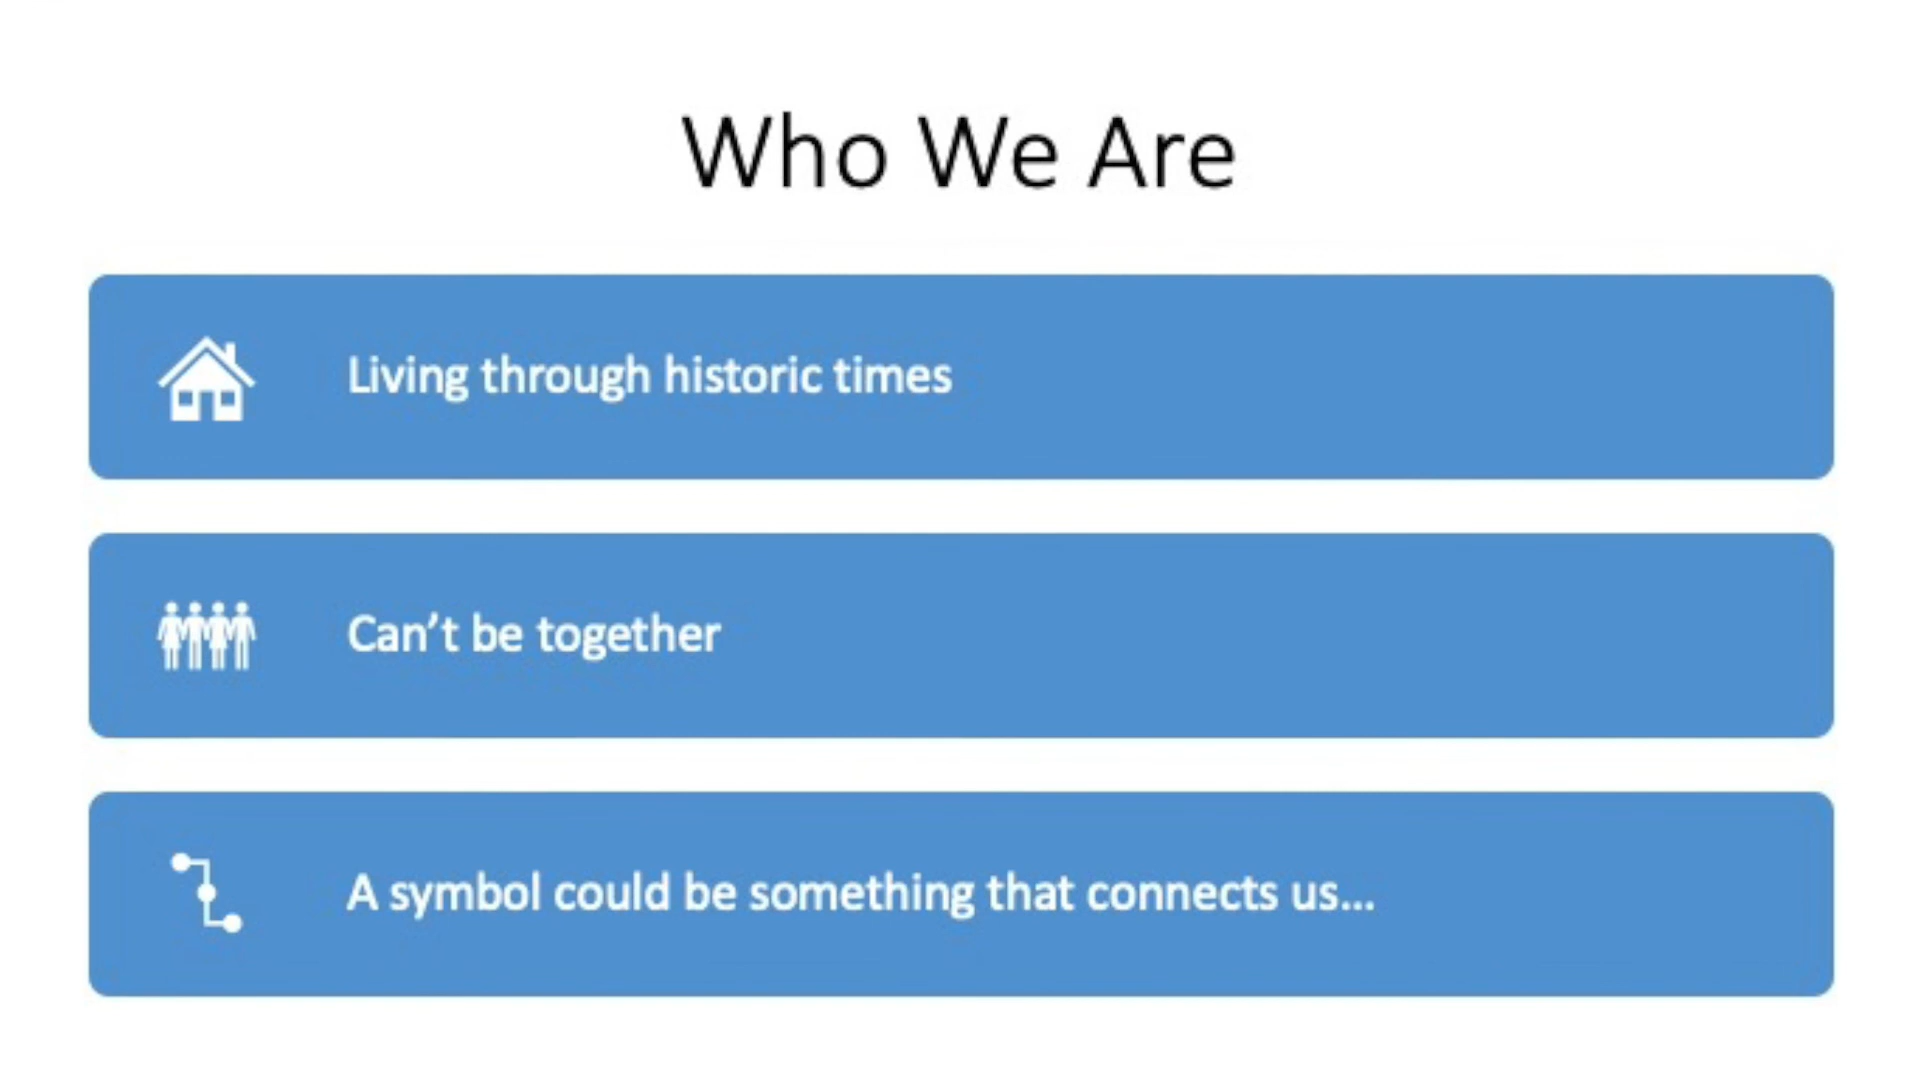 Who We Are
Living through historic times
Can’t be together
A symbol could be something that connects us...